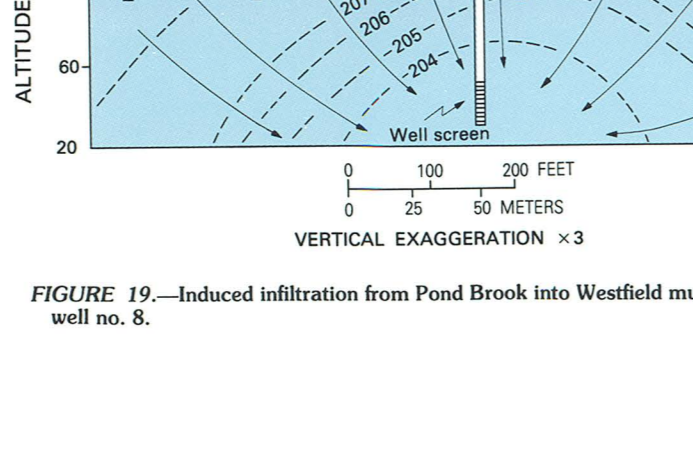 ALTITUDE
207
206
-205
-204
60
20
Well screen
0 100 200 FEET
0 25 50 METERS
VERTICAL EXAGGERATION ×3
FIGURE 19.—Induced infiltration from Pond Brook into Westfield
well no. 8.